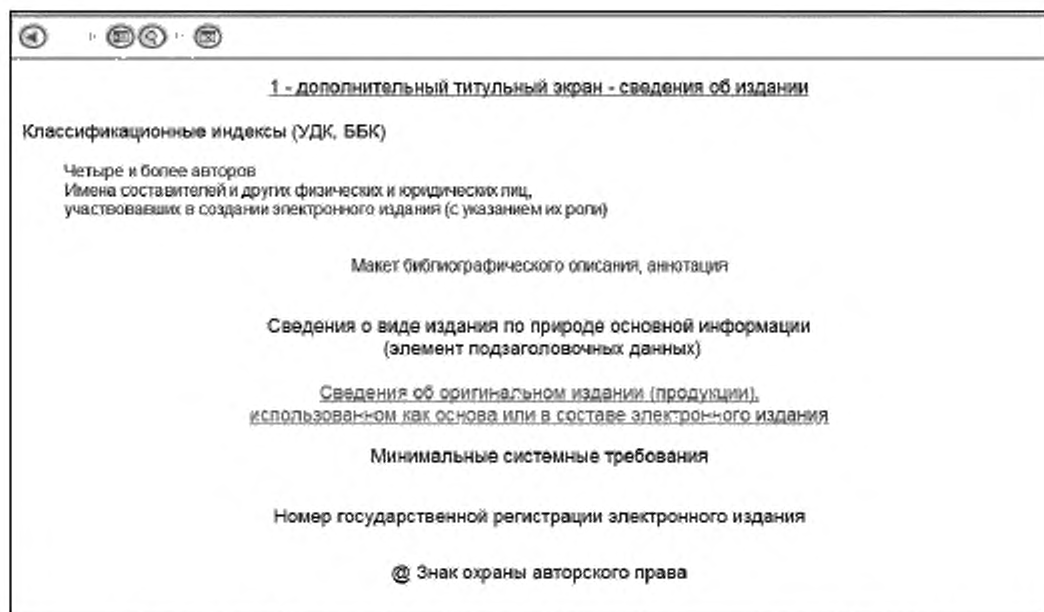 1 - дополнительный титульный экран - сведения об издании
Классификационные индексы (УДК, ББК)
Четыре и более авторов
Имена составителей и других физических и юридических лиц,
участвовавших в создании электронного издания (с указанием их роли)
Макет библиографического описания, аннотация
Сведения о виде издания по природе основной информации
(элемент подзаголовочных данных)
Сведения об оригинальном издании (продукции),
использованном как основа или в составе электронного издания
Минимальные системные требования
Номер государственной регистрации электронного издания
@ Знак охраны авторского права